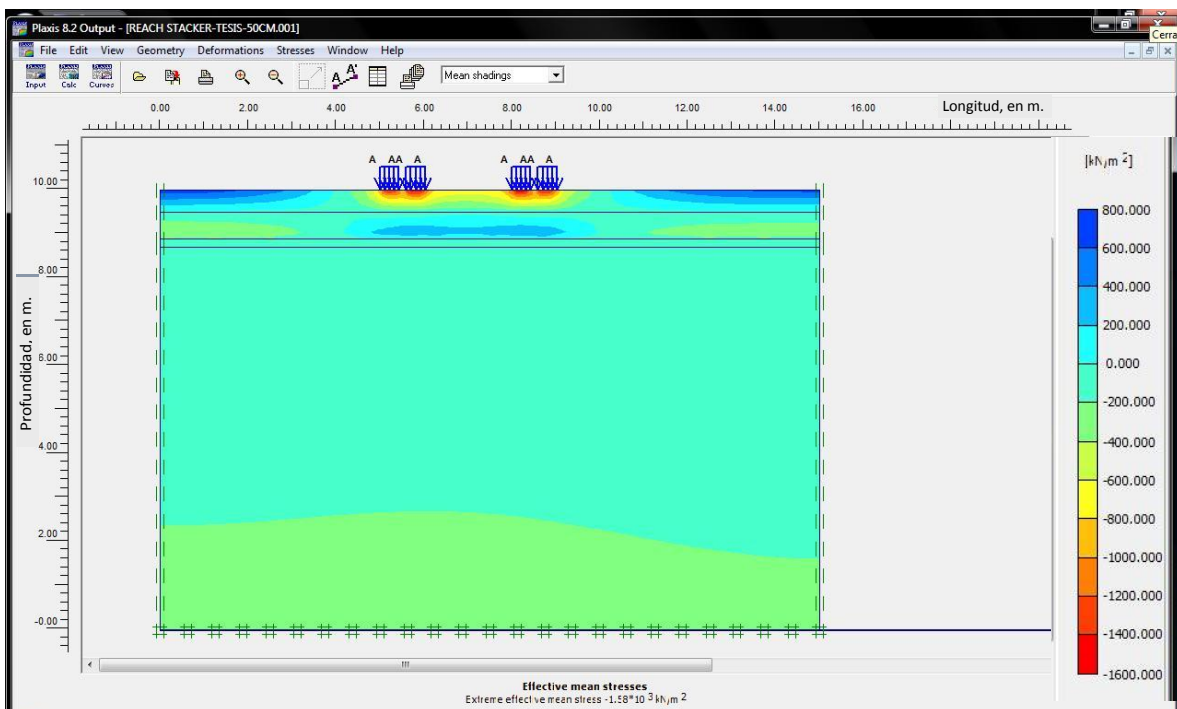 Plaxis 8.2 Output - [REACH STACKER-TESIS-50CM.001]
Cerra
File Edit View Geometry Deformations Stresses Window Help
Input Calc Curves
Mean shadings
0.00 2.00 4.00 6.00 8.00 10.00 12.00 14.00 16.00 Longitud, en m.
A AA A A AA A
[kN/m²]
10.00
8.00
6.00
4.00
2.00
-0.00
Profundidad. en m.
800.000
600.000
400.000
200.000
0.000
-200.000
-400.000
-600.000
-800.000
-1000.000
-1200.000
-1400.000
-1600.000
Effective mean stresses
Extreme effective mean stress -1.58*10³ kN/m²